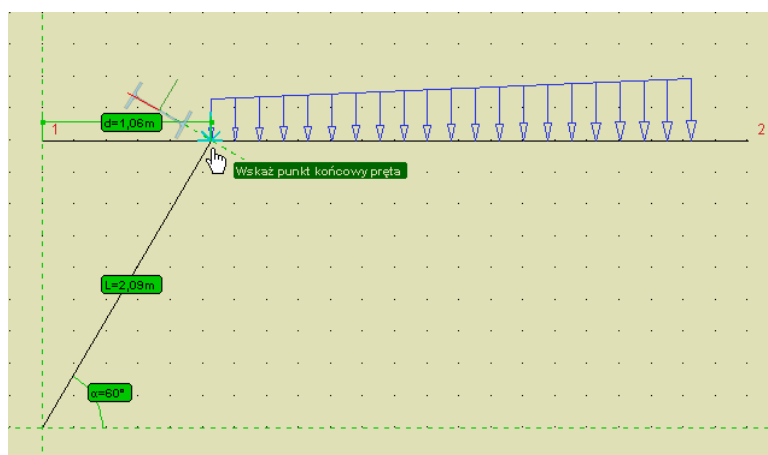 1
d=1,06m
2
Wskaż punkt końcowy pręta
L=2,09m
α=60°